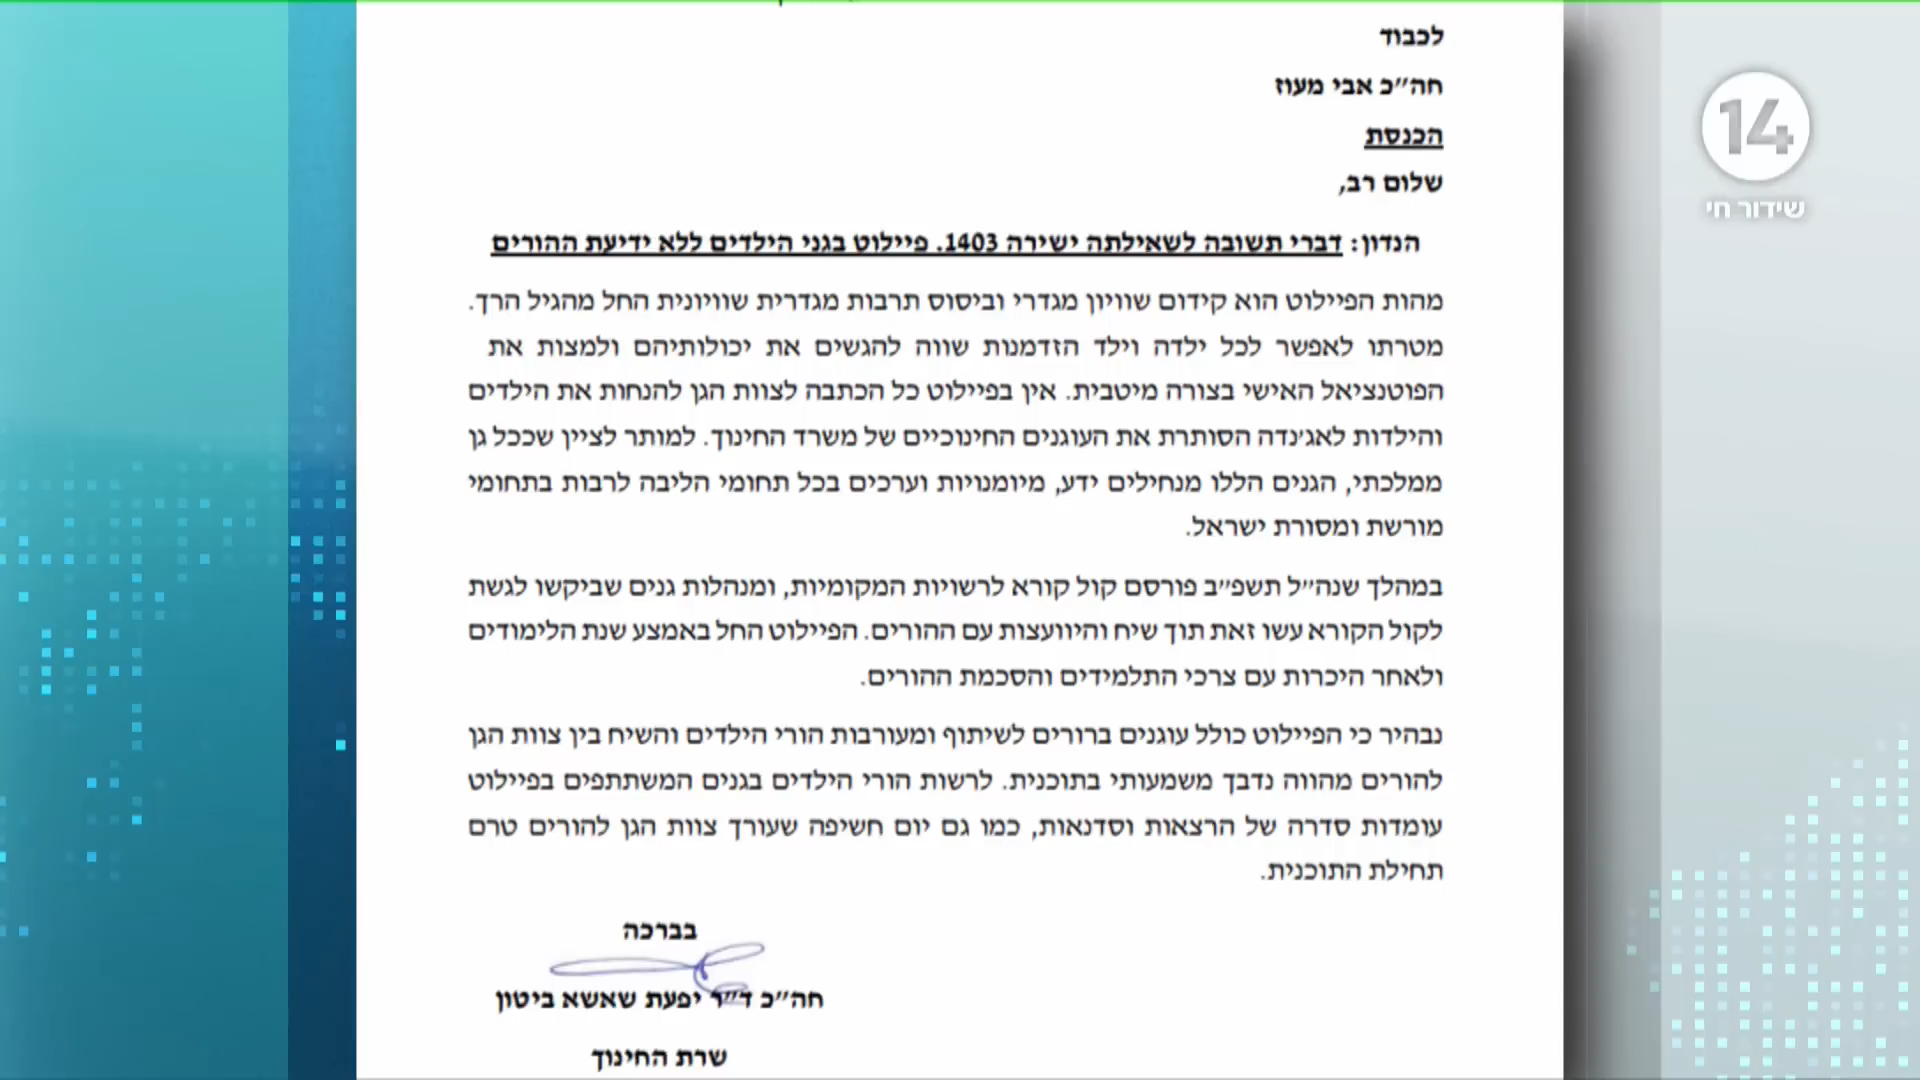 לכבוד
חה"כ אבי מעוז
הכנסת
שלום רב,
הנדון: דברי תשובה לשאילתה ישירה 1403. פיילוט בגני הילדים ללא ידיעת ההורים
מהות הפיילוט הוא קידום שוויון מגדרי וביסוס תרבות מגדרית שוויונית החל מהגיל הרך.
מטרתו לאפשר לכל ילדה וילד הזדמנות שווה להגשים את יכולותיהם ולמצות את
הפוטנציאל האישי בצורה מיטבית. אין בפיילוט כל הכתבה לצוות הגן להנחות את הילדים
והילדות לאג'נדה הסותרת את העוגנים החינוכיים של משרד החינוך. למותר לציין שככל גן
ממלכתי, הגנים הללו מנחילים ידע, מיומנויות וערכים בכל תחומי הליבה לרבות בתחומי
מורשת ומסורת ישראל.
במהלך שנה"ל תשפ"ב פורסם קול קורא לרשויות המקומיות, ומנהלות גנים שביקשו לגשת
לקול הקורא עשו זאת תוך שיח והיוועצות עם ההורים. הפיילוט החל באמצע שנת הלימודים
ולאחר היכרות עם צרכי התלמידים והסכמת ההורים.
נבהיר כי הפיילוט כולל עוגנים ברורים לשיתוף ומעורבות הורי הילדים והשיח בין צוות הגן
להורים מהווה נדבך משמעותי בתוכנית. לרשות הורי הילדים בגנים המשתתפים בפיילוט
עומדות סדרה של הרצאות וסדנאות, כמו גם יום חשיפה שעורך צוות הגן להורים טרם
תחילת התוכנית.
בברכה
חה"כ ד"ר יפעת שאשא ביטון
שרת החינוך
14
שידור חי